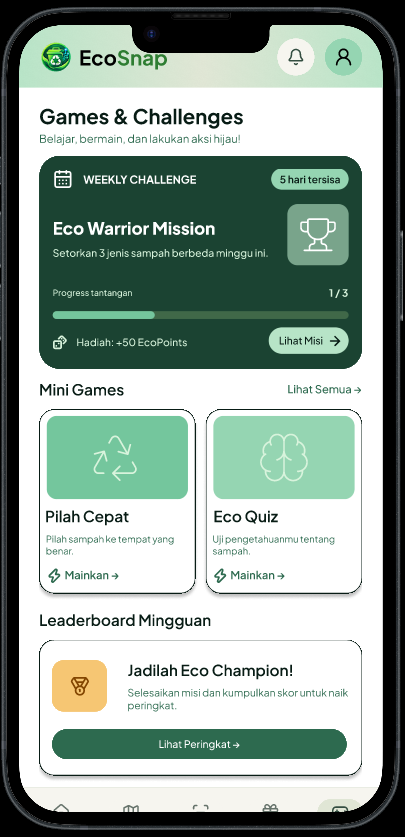 EcoSnap
Games & Challenges
Belajar, bermain, dan lakukan aksi hijau!
WEEKLY CHALLENGE
5 hari tersisa
Eco Warrior Mission
Setorkan 3 jenis sampah berbeda minggu ini.
Progress tantangan
1 / 3
Hadiah: +50 EcoPoints
Lihat Misi →
Mini Games
Lihat Semua →
Pilah Cepat
Pilah sampah ke tempat yang
benar.
Mainkan →
Eco Quiz
Uji pengetahuanmu tentang
sampah.
Mainkan →
Leaderboard Mingguan
Jadilah Eco Champion!
Selesaikan misi dan kumpulkan skor untuk naik
peringkat.
Lihat Peringkat →